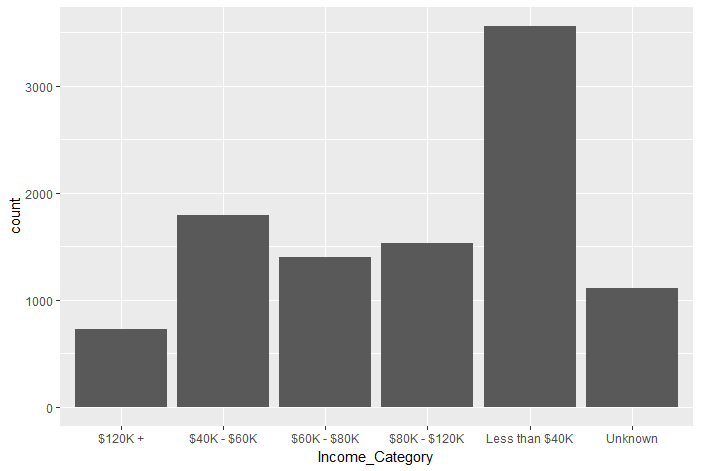 3000
2000
1000
0
count
$120K +
$40K - $60K
$60K - $80K
$80K - $120K
Less than $40K
Unknown
Income_Category